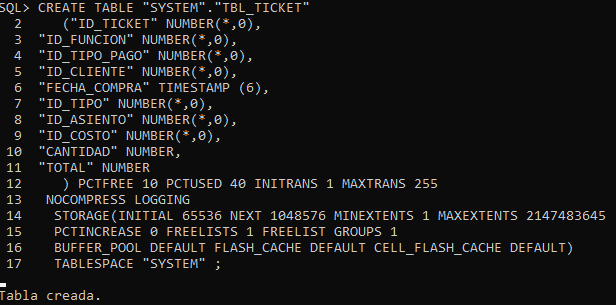 SQL> CREATE TABLE "SYSTEM"."TBL_TICKET"
2 ("ID_TICKET" NUMBER(*,0),
3 "ID_FUNCION" NUMBER(*,0),
4 "ID_TIPO_PAGO" NUMBER(*,0),
5 "ID_CLIENTE" NUMBER(*,0),
6 "FECHA_COMPRA" TIMESTAMP (6),
7 "ID_TIPO" NUMBER(*,0),
8 "ID_ASIENTO" NUMBER(*,0),
9 "ID_COSTO" NUMBER(*,0),
10 "CANTIDAD" NUMBER,
11 "TOTAL" NUMBER
12 ) PCTFREE 10 PCTUSED 40 INITRANS 1 MAXTRANS 255
13 NOCOMPRESS LOGGING
14 STORAGE(INITIAL 65536 NEXT 1048576 MINEXTENTS 1 MAXEXTENTS 2147483645
15 PCTINCREASE 0 FREELISTS 1 FREELIST GROUPS 1
16 BUFFER_POOL DEFAULT FLASH_CACHE DEFAULT CELL_FLASH_CACHE DEFAULT)
17 TABLESPACE "SYSTEM" ;
Tabla creada.